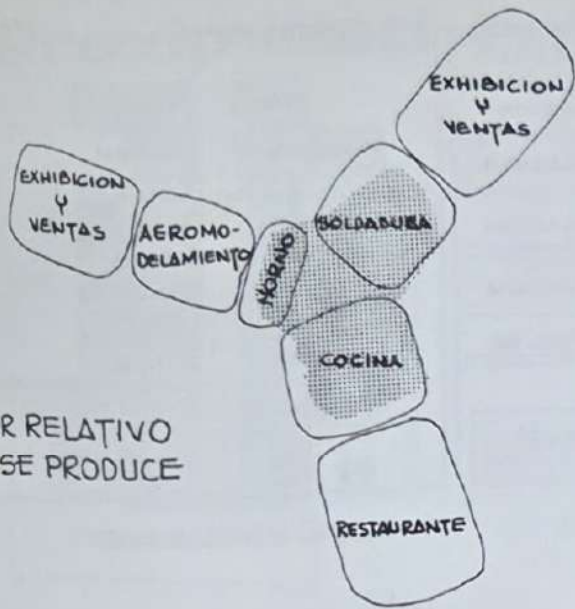 EXHIBICION
Y
VENTAS
EXHIBICION
Y
VENTAS
AEROMO-
DELAMIENTO
HORNO
SOLDADURA
COCINA
R RELATIVO
SE PRODUCE
RESTAURANTE